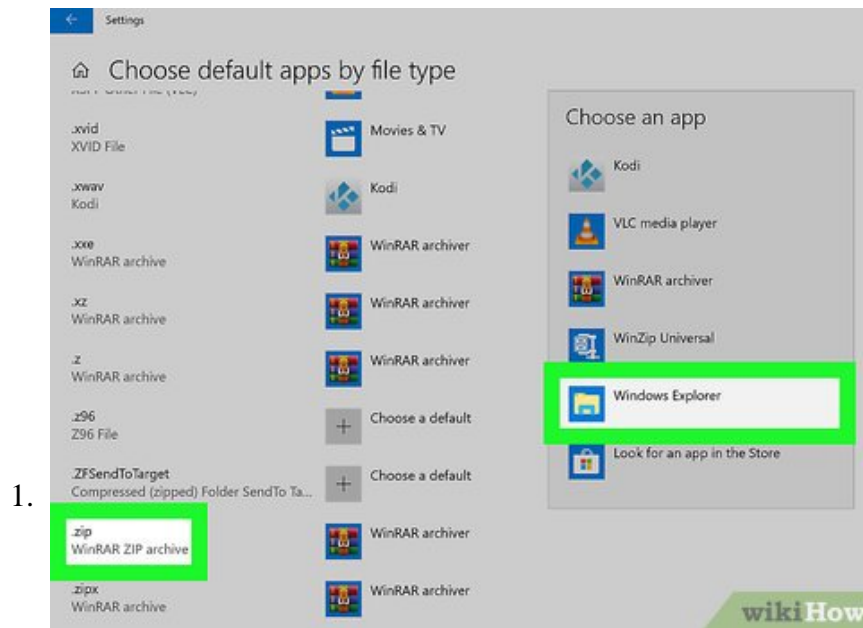 Settings
Choose default apps by file type
.xvid
XVID File
Movies & TV
.xwav
Kodi
Kodi
.xxe
WinRAR archive
WinRAR archiver
.xz
WinRAR archive
WinRAR archiver
.z
WinRAR archive
WinRAR archiver
.z96
Z96 File
Choose a default
.ZFSendToTarget
Compressed (zipped) Folder SendTo Ta...
Choose a default
1.
.zip
WinRAR ZIP archive
WinRAR archiver
.zipx
WinRAR archive
WinRAR archiver
Choose an app
Kodi
VLC media player
WinRAR archiver
WinZip Universal
Windows Explorer
Look for an app in the Store
wikiHow